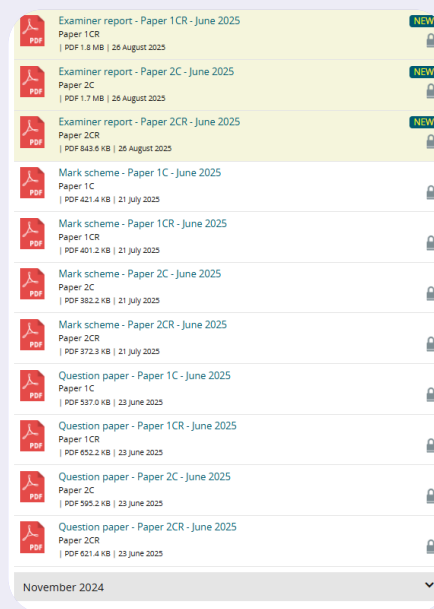 Examiner report - Paper 1CR - June 2025
NEW
Paper 1CR
| PDF 1.8 MB | 26 August 2025
PDF
Examiner report - Paper 2C - June 2025
NEW
Paper 2C
| PDF 1.7 MB | 26 August 2025
PDF
Examiner report - Paper 2CR - June 2025
NEW
Paper 2CR
| PDF 843.6 KB | 26 August 2025
PDF
Mark scheme - Paper 1C - June 2025
Paper 1C
| PDF 421.4 KB | 21 July 2025
PDF
Mark scheme - Paper 1CR - June 2025
Paper 1CR
| PDF 401.2 KB | 21 July 2025
PDF
Mark scheme - Paper 2C - June 2025
Paper 2C
| PDF 382.2 KB | 21 July 2025
PDF
Mark scheme - Paper 2CR - June 2025
Paper 2CR
| PDF 372.3 KB | 21 July 2025
PDF
Question paper - Paper 1C - June 2025
Paper 1C
| PDF 537.0 KB | 23 June 2025
PDF
Question paper - Paper 1CR - June 2025
Paper 1CR
| PDF 652.2 KB | 23 June 2025
PDF
Question paper - Paper 2C - June 2025
Paper 2C
| PDF 595.2 KB | 23 June 2025
PDF
Question paper - Paper 2CR - June 2025
Paper 2CR
| PDF 621.4 KB | 23 June 2025
PDF
November 2024